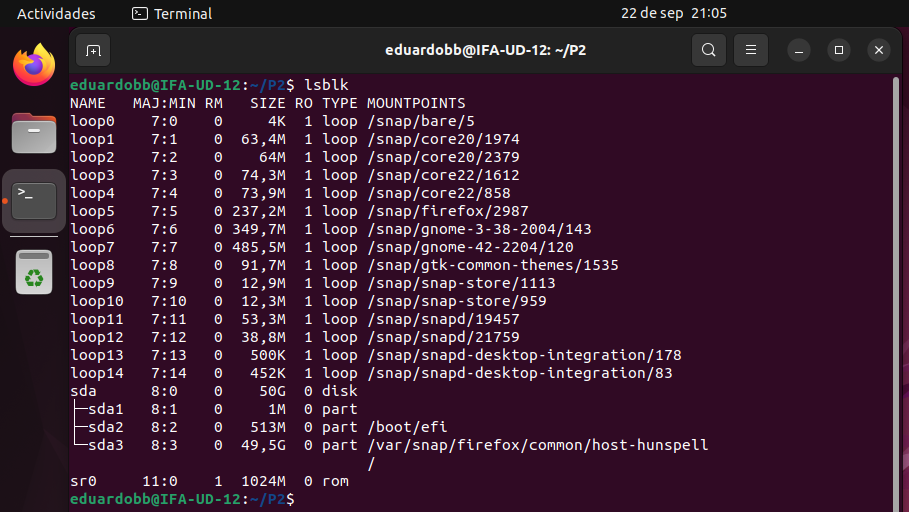 Actividades Terminal 22 de sep 21:05
eduardobb@IFA-UD-12: ~/P2
eduardobb@IFA-UD-12:~/P2$ lsblk
NAME   MAJ:MIN RM   SIZE RO TYPE MOUNTPOINTS
loop0    7:0    0     4K  1 loop /snap/bare/5
loop1    7:1    0  63,4M  1 loop /snap/core20/1974
loop2    7:2    0    64M  1 loop /snap/core20/2379
loop3    7:3    0  74,3M  1 loop /snap/core22/1612
loop4    7:4    0  73,9M  1 loop /snap/core22/858
loop5    7:5    0 237,2M  1 loop /snap/firefox/2987
loop6    7:6    0 349,7M  1 loop /snap/gnome-3-38-2004/143
loop7    7:7    0 485,5M  1 loop /snap/gnome-42-2204/120
loop8    7:8    0  91,7M  1 loop /snap/gtk-common-themes/1535
loop9    7:9    0  12,9M  1 loop /snap/snap-store/1113
loop10   7:10   0  12,3M  1 loop /snap/snap-store/959
loop11   7:11   0  53,3M  1 loop /snap/snapd/19457
loop12   7:12   0  38,8M  1 loop /snap/snapd/21759
loop13   7:13   0   500K  1 loop /snap/snapd-desktop-integration/178
loop14   7:14   0   452K  1 loop /snap/snapd-desktop-integration/83
sda      8:0    0    50G  0 disk
├─sda1   8:1    0     1M  0 part
├─sda2   8:2    0   513M  0 part /boot/efi
└─sda3   8:3    0  49,5G  0 part /var/snap/firefox/common/host-hunspell
                                 /
sr0     11:0    1  1024M  0 rom
eduardobb@IFA-UD-12:~/P2$